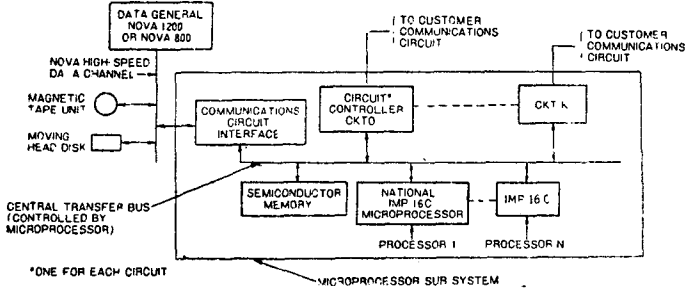 DATA GENERAL
NOVA 1200
OR NOVA 800
NOVA HIGH-SPEED
DATA CHANNEL
MAGNETIC
TAPE UNIT
MOVING
HEAD DISK
( TO CUSTOMER
COMMUNICATIONS
CIRCUIT
( TO CUSTOMER
COMMUNICATIONS
CIRCUIT
COMMUNICATIONS
CIRCUIT
INTERFACE
CIRCUIT*
CONTROLLER
CKT0
CKT K
CENTRAL TRANSFER BUS
(CONTROLLED BY
MICROPROCESSOR)
SEMICONDUCTOR
MEMORY
NATIONAL
IMP 16C
MICROPROCESSOR
IMP 16C
PROCESSOR 1
PROCESSOR N
*ONE FOR EACH CIRCUIT
MICROPROCESSOR SUB SYSTEM